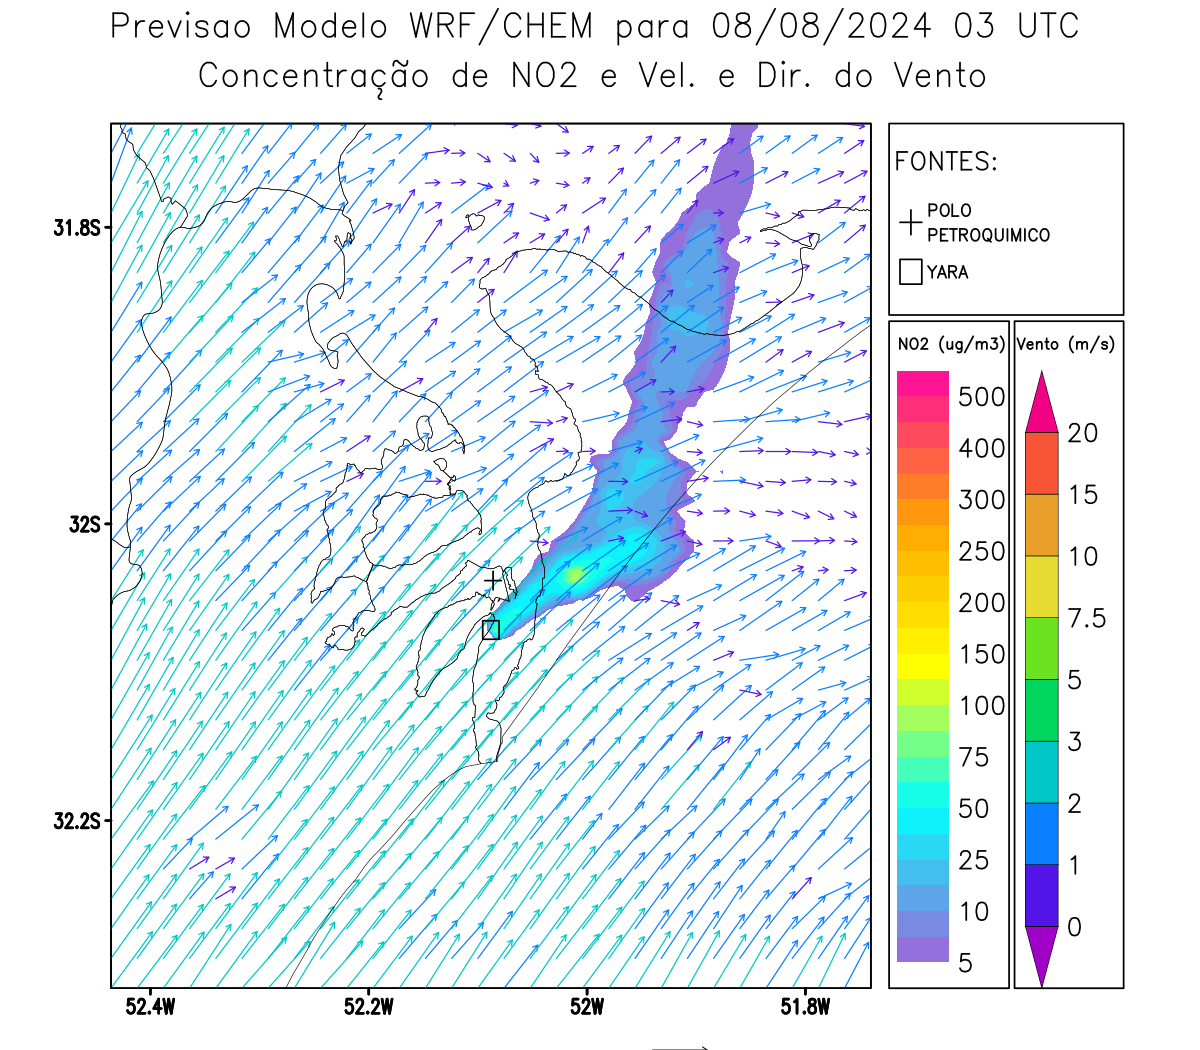 Previsao Modelo WRF/CHEM para 08/08/2024 03 UTC
Concentração de NO2 e Vel. e Dir. do Vento
FONTES:
POLO
PETROQUIMICO
YARA
NO2 (ug/m3)
500
400
300
250
200
150
100
75
50
25
10
5
Vento (m/s)
20
15
10
7.5
5
3
2
1
0
31.8S
32S
32.2S
52.4W
52.2W
52W
51.8W